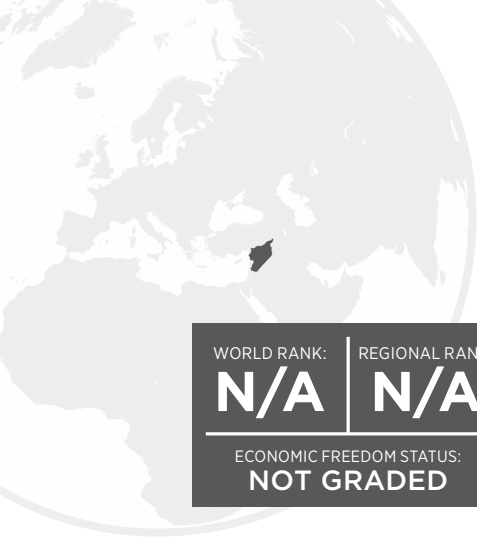 WORLD RANK:
N/A
REGIONAL RAN
N/A
ECONOMIC FREEDOM STATUS:
NOT GRADED